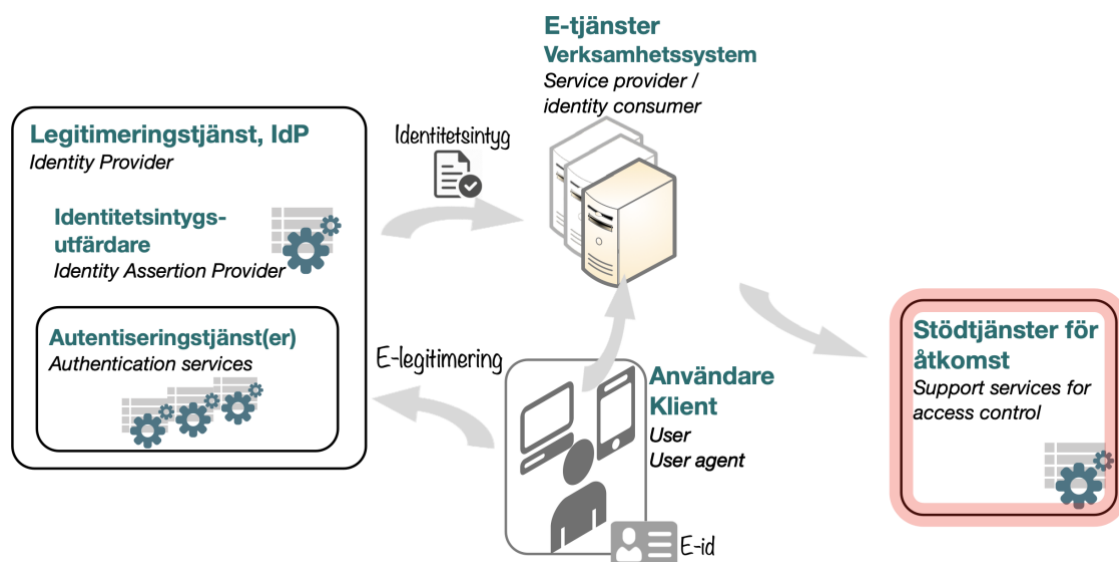 E-tjänster
Verksamhetssystem
Service provider /
identity consumer
Legitimeringstjänst, IdP
Identity Provider
Identitetsintyg
Identitetsintygs-
utfärdare
Identity Assertion Provider
Autentiseringstjänst(er)
Authentication services
E-legitimering
Användare
Klient
User
User agent
E-id
Stödtjänster för
åtkomst
Support services for
access control